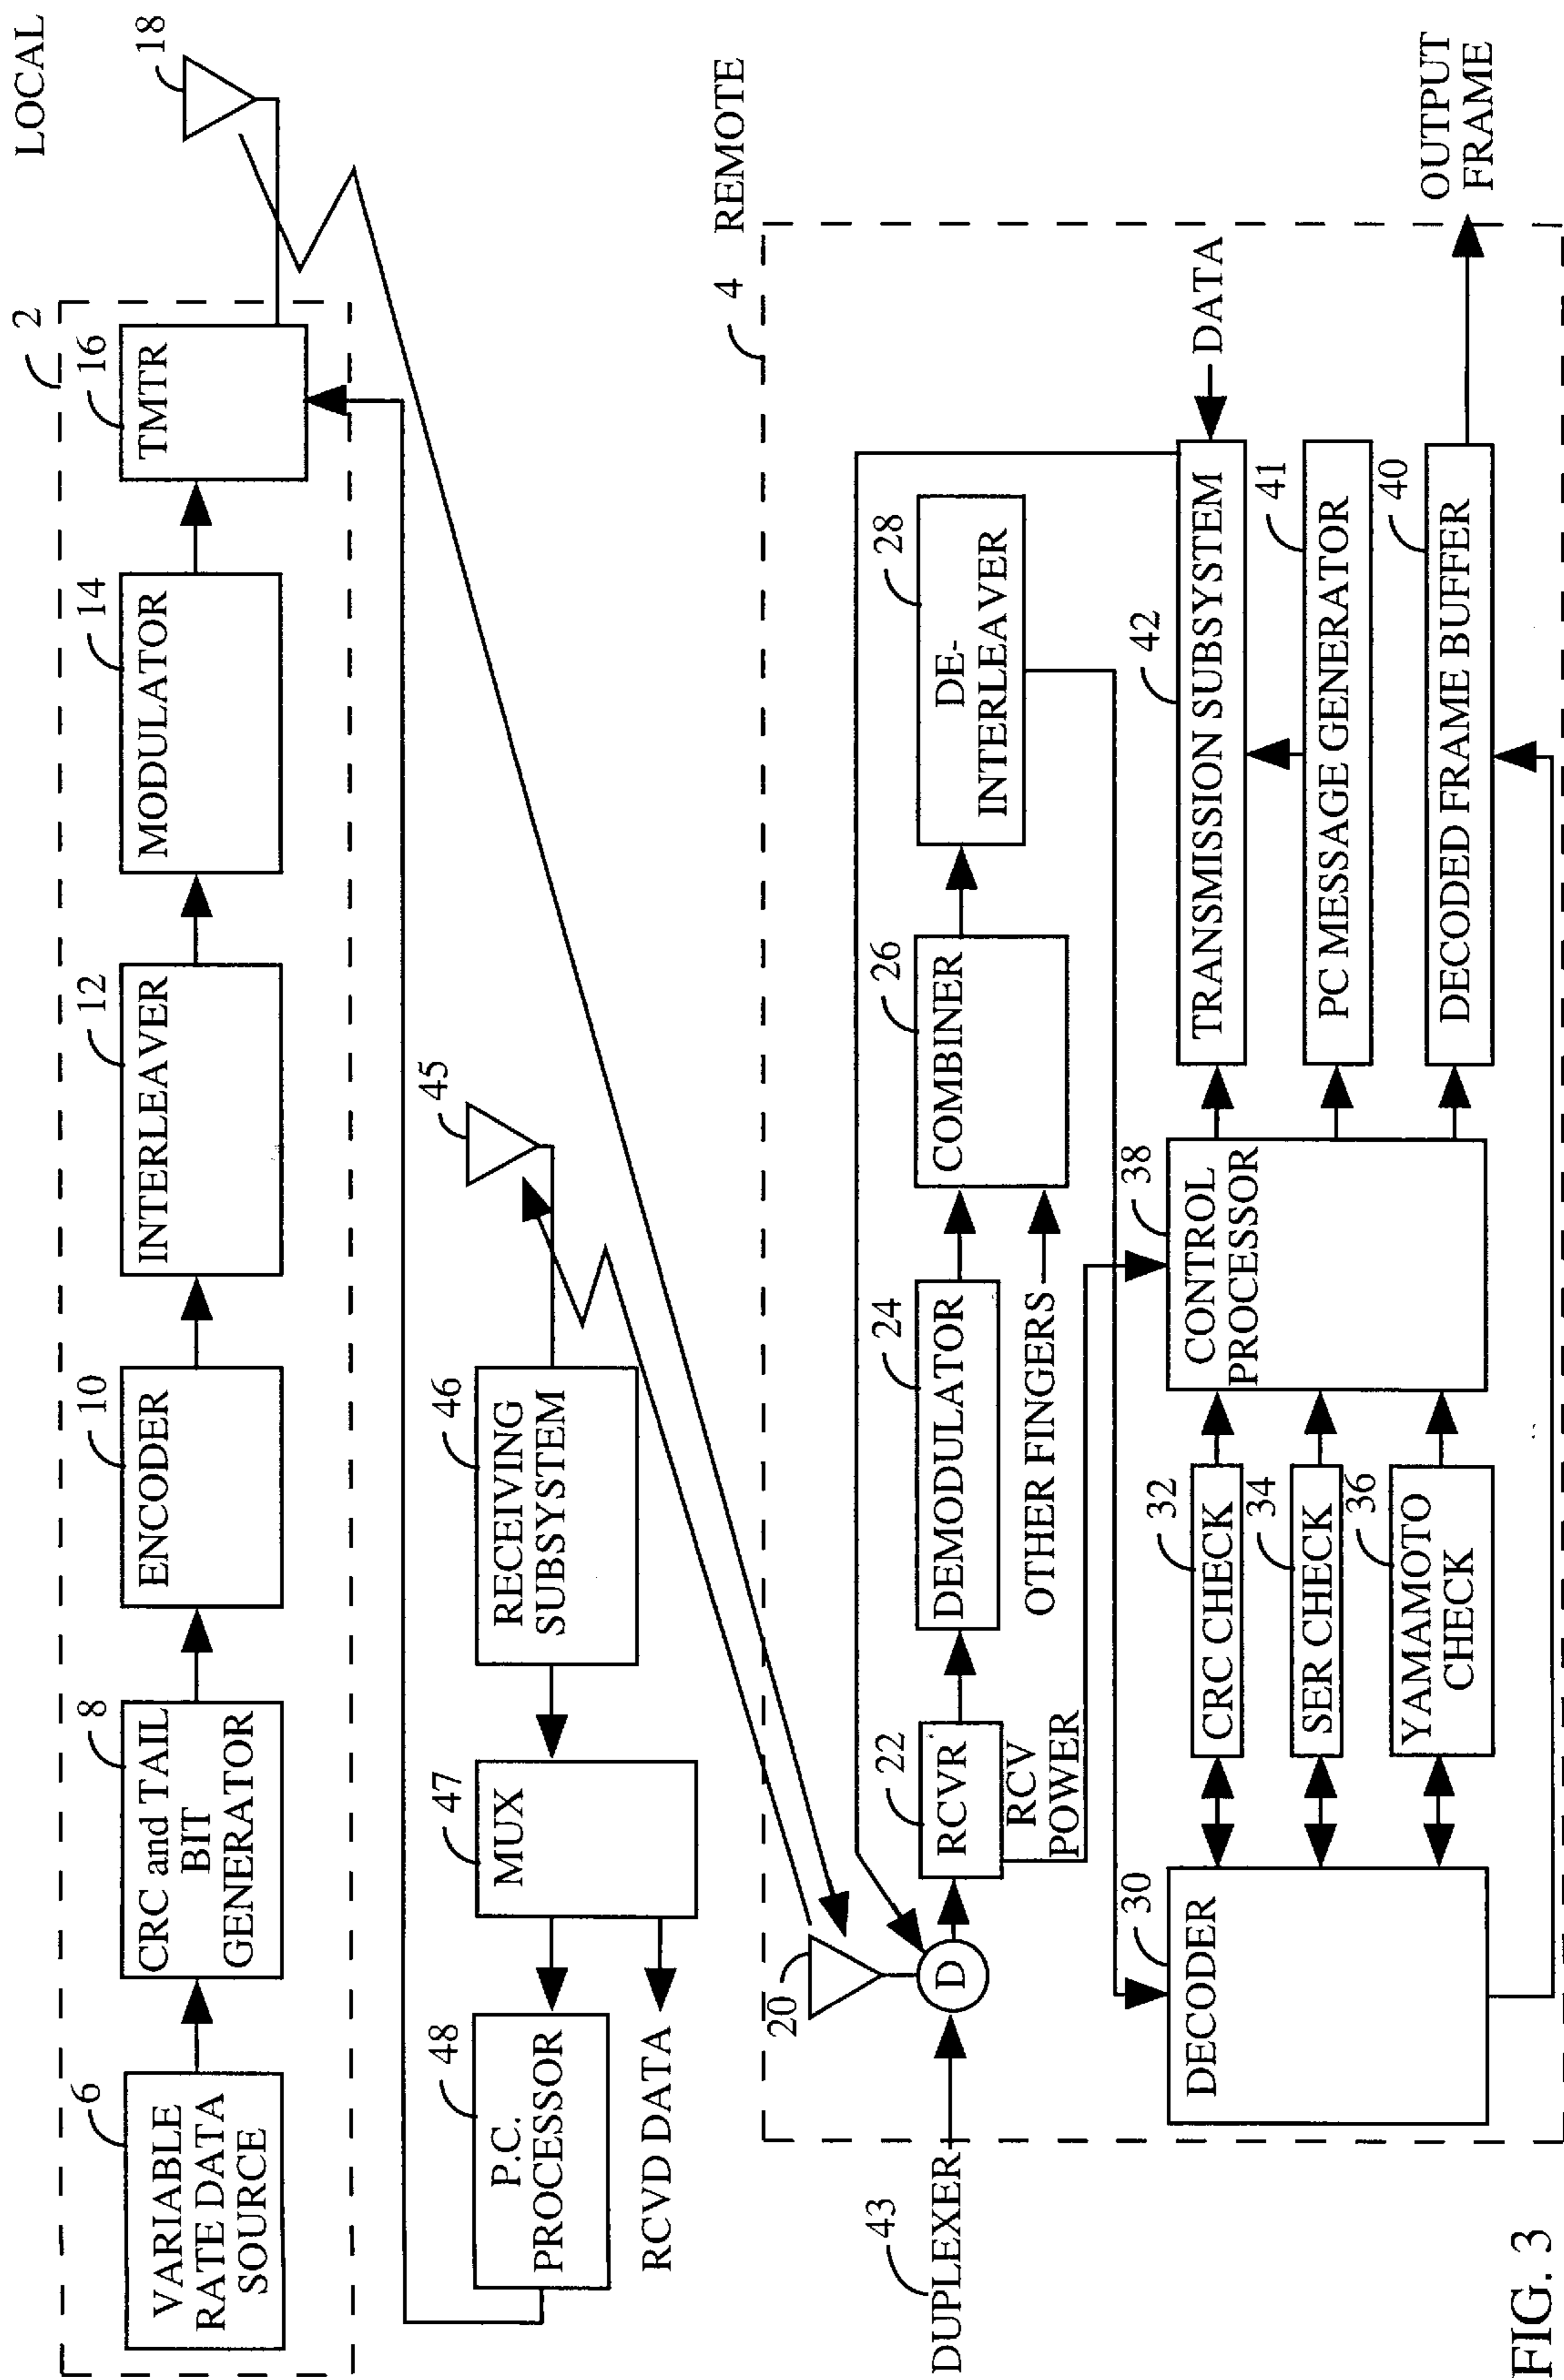 LOCAL
2
6
VARIABLE
RATE DATA
SOURCE
8
CRC and TAIL
BIT
GENERATOR
10
ENCODER
12
INTERLEAVER
14
MODULATOR
16
TMTR
18
48
P.C.
PROCESSOR
RCVD DATA
47
MUX
46
RECEIVING
SUBSYSTEM
45
REMOTE
4
43
DUPLEXER
20
D
22
RCVR
RCV
POWER
24
DEMODULATOR
OTHER FINGERS
26
COMBINER
28
DE-
INTERLEAVER
30
DECODER
32
CRC CHECK
34
SER CHECK
36
YAMAMOTO
CHECK
38
CONTROL
PROCESSOR
42
TRANSMISSION SUBSYSTEM
DATA
41
PC MESSAGE GENERATOR
40
DECODED FRAME BUFFER
OUTPUT
FRAME
FIG. 3